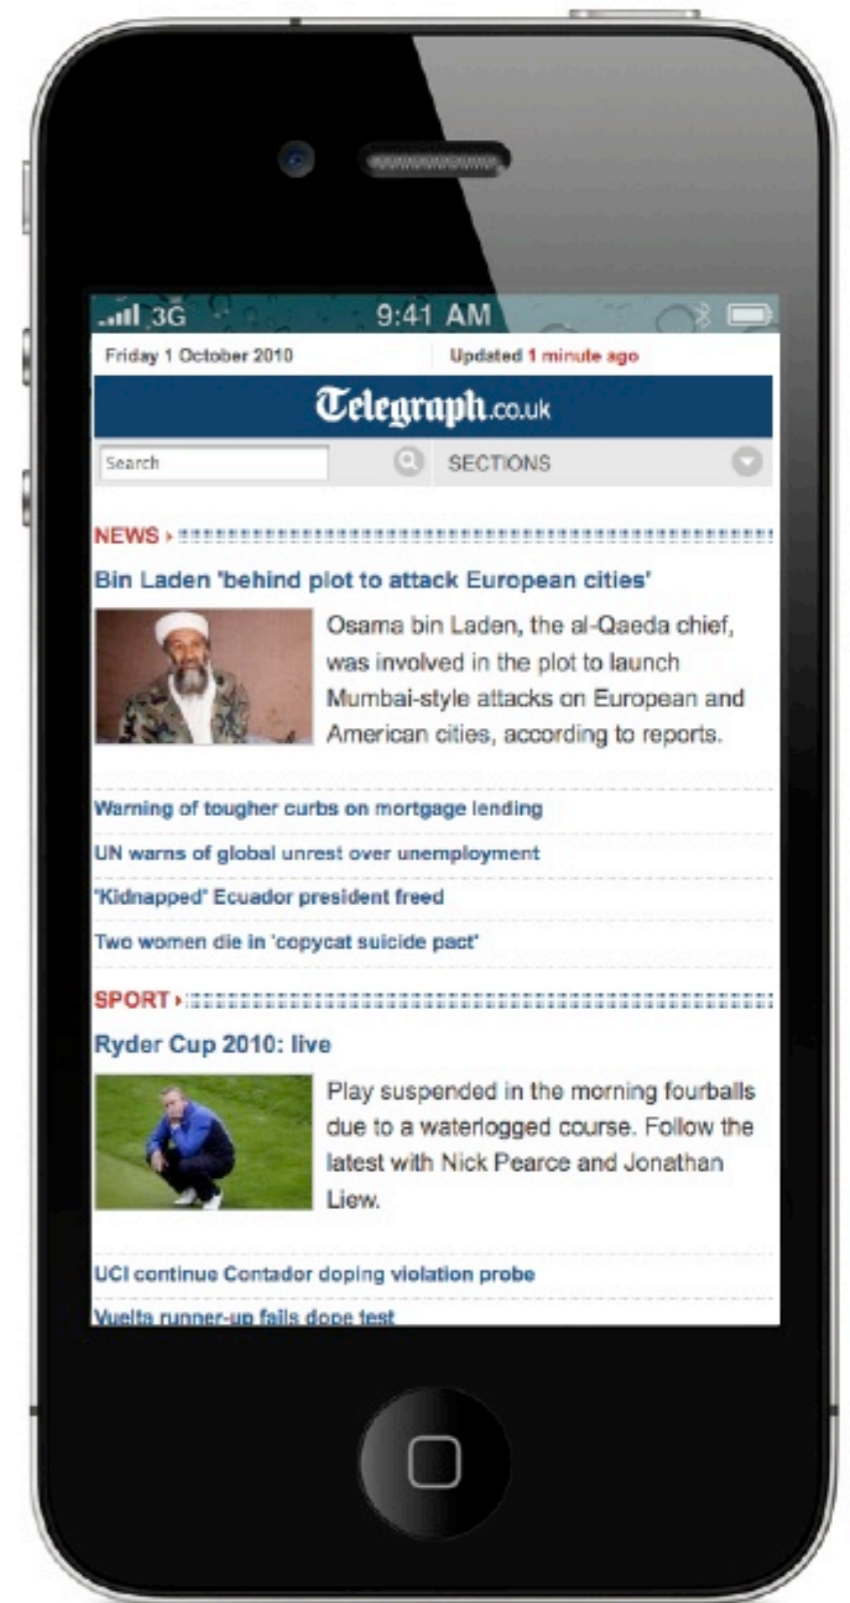 3G 9:41 AM
Friday 1 October 2010 Updated 1 minute ago
Telegraph.co.uk
Search SECTIONS
NEWS
Bin Laden 'behind plot to attack European cities'
Osama bin Laden, the al-Qaeda chief,
was involved in the plot to launch
Mumbai-style attacks on European and
American cities, according to reports.
Warning of tougher curbs on mortgage lending
UN warns of global unrest over unemployment
'Kidnapped' Ecuador president freed
Two women die in 'copycat suicide pact'
SPORT
Ryder Cup 2010: live
Play suspended in the morning fourballs
due to a waterlogged course. Follow the
latest with Nick Pearce and Jonathan
Liew.
UCI continue Contador doping violation probe
Vuelta runner-up fails dope test